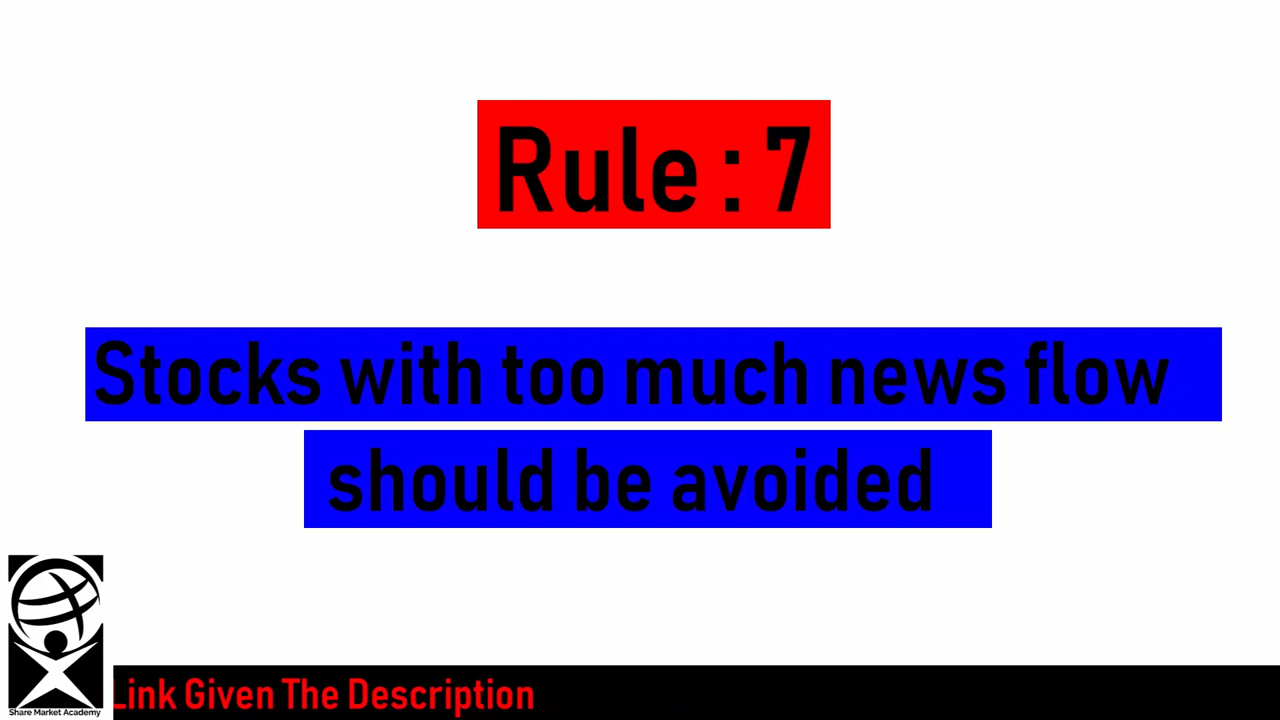 Rule : 7
Stocks with too much news flow
should be avoided
Share Market Academy
Link Given The Description